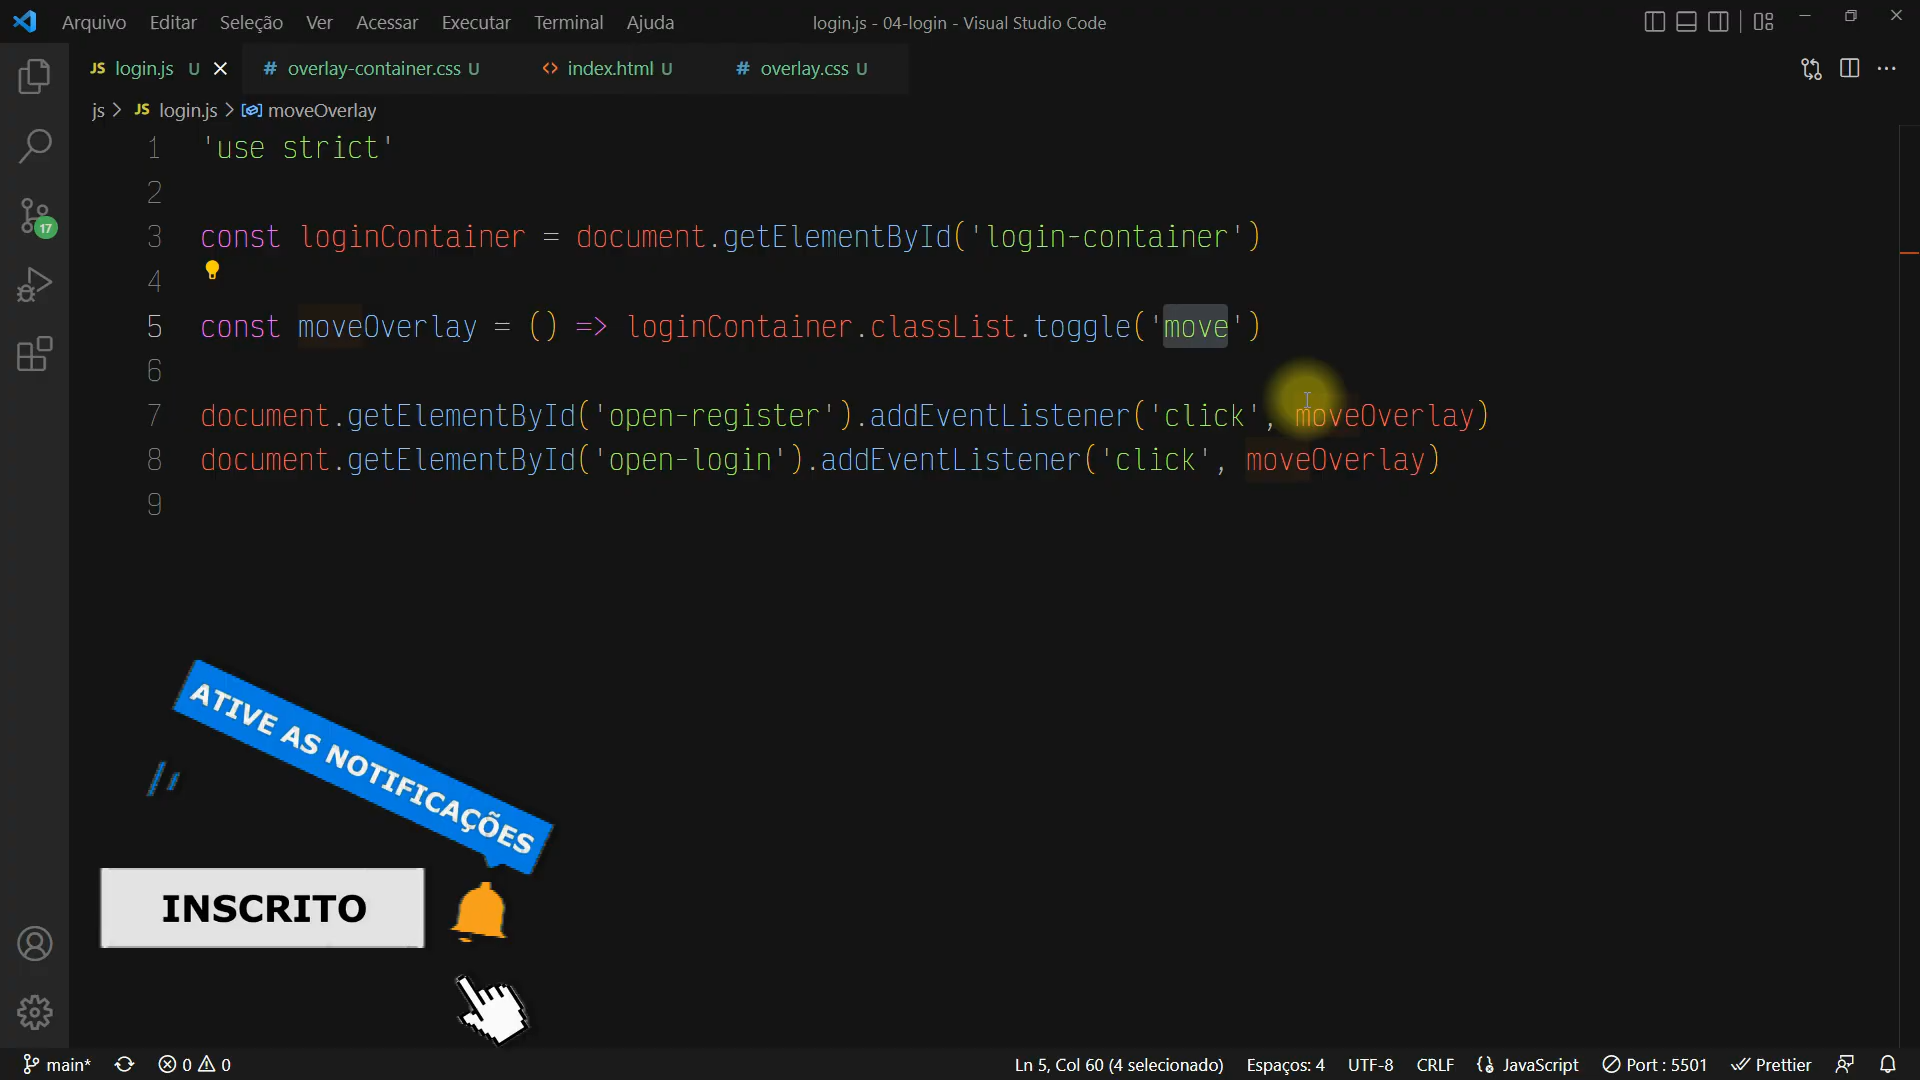 Arquivo Editar Seleção Ver Acessar Executar Terminal Ajuda login.js - 04-login - Visual Studio Code
JS login.js U # overlay-container.css U <> index.html U # overlay.css U
js > JS login.js > moveOverlay
1 'use strict'
2
3 const loginContainer = document.getElementById('login-container')
4
5 const moveOverlay = () => loginContainer.classList.toggle('move')
6
7 document.getElementById('open-register').addEventListener('click', moveOverlay)
8 document.getElementById('open-login').addEventListener('click', moveOverlay)
9
17
ATIVE AS NOTIFICAÇÕES
INSCRITO
main* 0 0 Ln 5, Col 60 (4 selecionado) Espaços: 4 UTF-8 CRLF JavaScript Port : 5501 Prettier